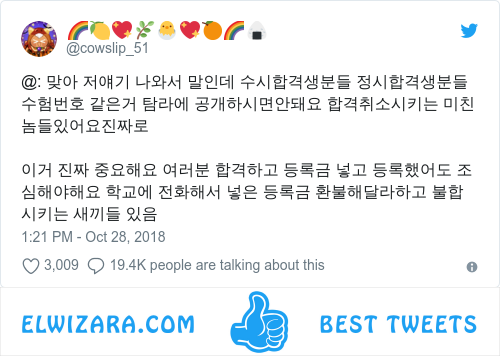 🌈🍋💖🌿🐣💖🍊🌈🍙
@cowslip_51
@: 맞아 저얘기 나와서 말인데 수시합격생분들 정시합격생분들
수험번호 같은거 탐라에 공개하시면안돼요 합격취소시키는 미친
놈들있어요진짜로
이거 진짜 중요해요 여러분 합격하고 등록금 넣고 등록했어도 조
심해야해요 학교에 전화해서 넣은 등록금 환불해달라하고 불합
시키는 새끼들 있음
1:21 PM - Oct 28, 2018
3,009 19.4K people are talking about this
ELWIZARA.COM BEST TWEETS